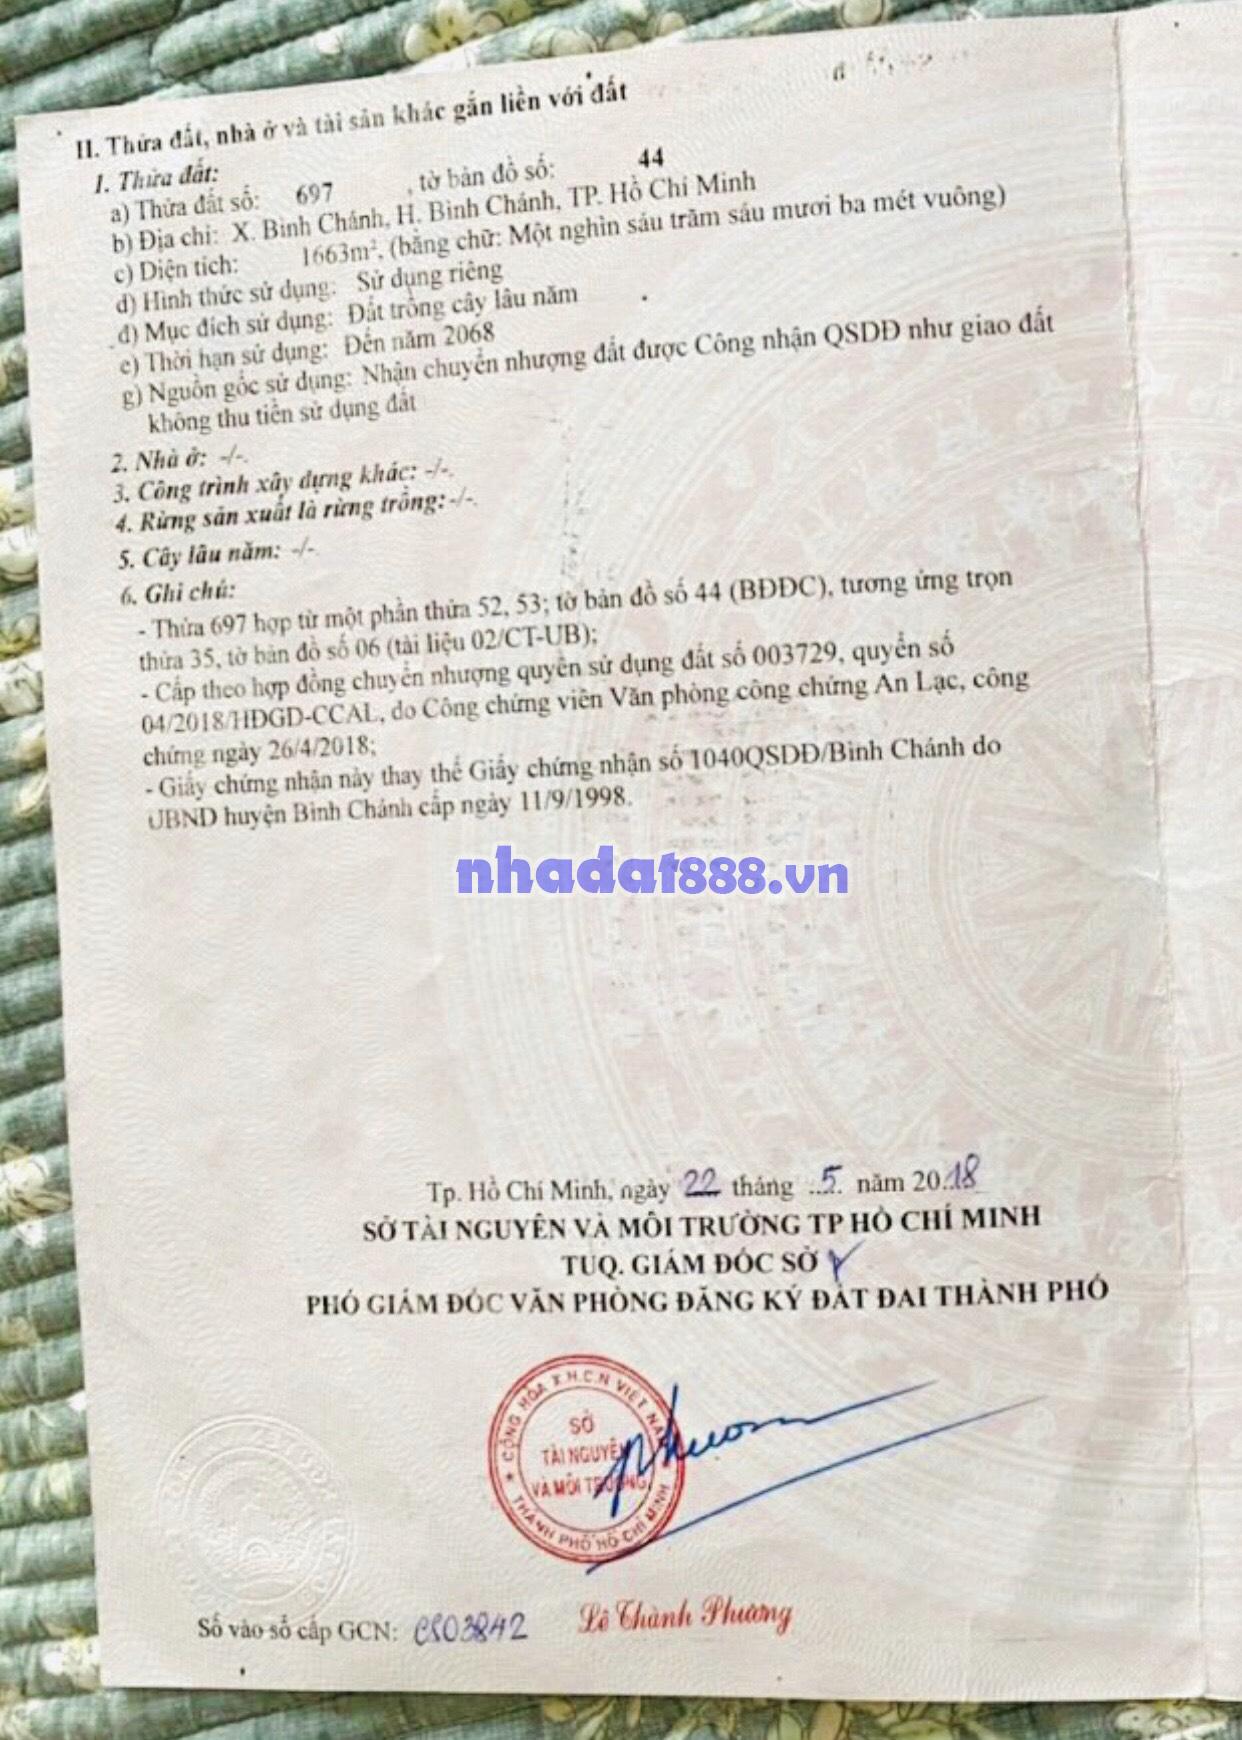 II. Thửa đất, nhà ở và tài sản khác gắn liền với đất
1. Thửa đất:
a) Thửa đất số: 697 , tờ bản đồ số: 44
b) Địa chỉ: X. Bình Chánh, H. Bình Chánh, TP. Hồ Chí Minh
c) Diện tích: 1663m², (bằng chữ: Một nghìn sáu trăm sáu mươi ba mét vuông)
d) Hình thức sử dụng: Sử dụng riêng
đ) Mục đích sử dụng: Đất trồng cây lâu năm
e) Thời hạn sử dụng: Đến năm 2068
g) Nguồn gốc sử dụng: Nhận chuyển nhượng đất được Công nhận QSDĐ như giao đất
không thu tiền sử dụng đất
2. Nhà ở: -/-.
3. Công trình xây dựng khác: -/-.
4. Rừng sản xuất là rừng trồng: -/-.
5. Cây lâu năm: -/-.
6. Ghi chú:
- Thửa 697 hợp từ một phần thửa 52, 53; tờ bản đồ số 44 (BĐĐC), tương ứng trọn
thửa 35, tờ bản đồ số 06 (tài liệu 02/CT-UB);
- Cấp theo hợp đồng chuyển nhượng quyền sử dụng đất số 003729, quyển số
04/2018/HĐGD-CCAL, do Công chứng viên Văn phòng công chứng An Lạc, công
chứng ngày 26/4/2018;
- Giấy chứng nhận này thay thế Giấy chứng nhận số 1040QSDĐ/Bình Chánh do
UBND huyện Bình Chánh cấp ngày 11/9/1998.
nhadat888.vn
Tp. Hồ Chí Minh, ngày 22 tháng 5 năm 2018
SỞ TÀI NGUYÊN VÀ MÔI TRƯỜNG TP HỒ CHÍ MINH
TUQ. GIÁM ĐỐC SỞ
PHÓ GIÁM ĐỐC VĂN PHÒNG ĐĂNG KÝ ĐẤT ĐAI THÀNH PHỐ
CỘNG HÒA X.H.C.N VIỆT NAM
SỞ
TÀI NGUYÊN
VÀ MÔI TRƯỜNG
THÀNH PHỐ HỒ CHÍ MINH
Số vào sổ cấp GCN: CS03842
Lê Thành Phương